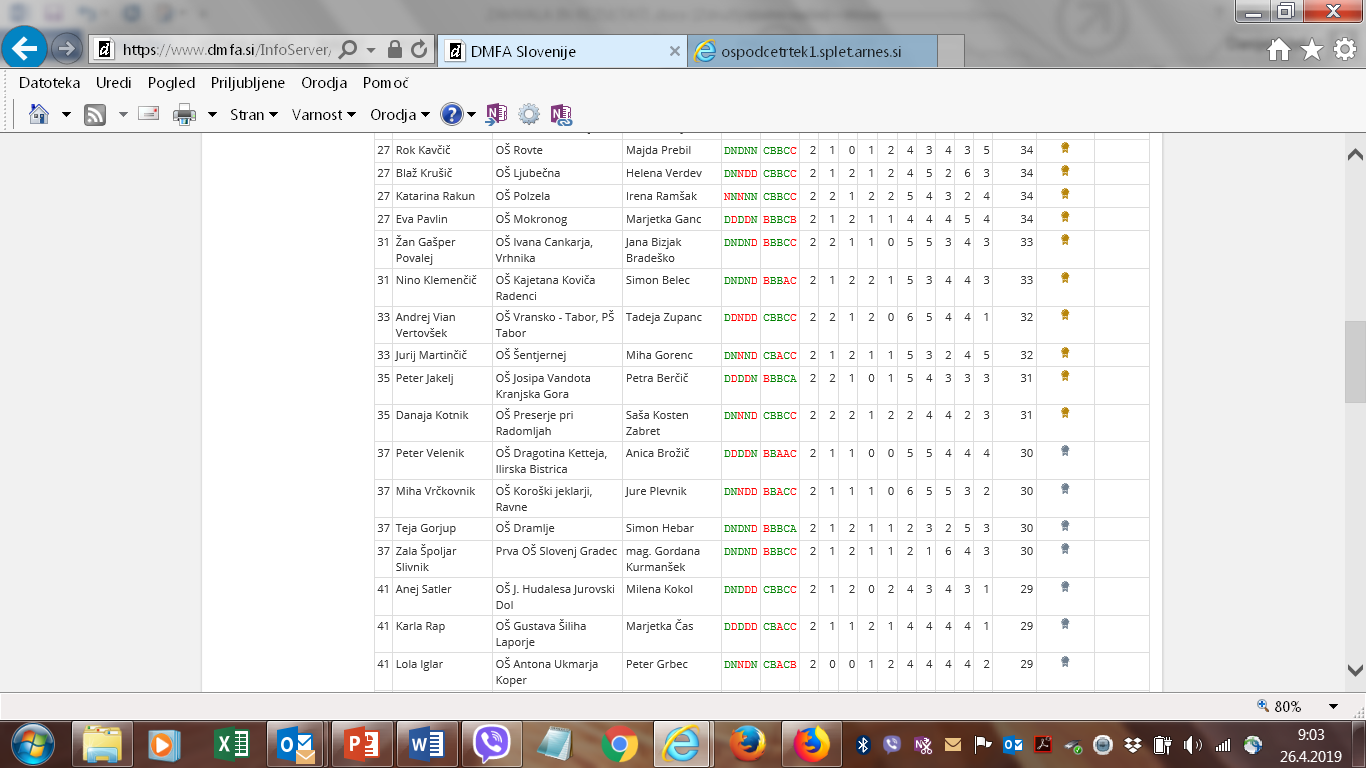 https://www.dmfa.si/InfoServer/
DMFA Slovenije
ospodcetrtek1.splet.arnes.si
Datoteka Uredi Pogled Priljubljene Orodja Pomoč
Stran Varnost Orodja
27 Rok Kavčič OŠ Rovte Majda Prebil DNDNN CBBCC 2 1 0 1 2 4 3 4 3 5 34
27 Blaž Krušič OŠ Ljubečna Helena Verdev DNNDD CBBCC 2 1 2 1 2 4 5 2 6 3 34
27 Katarina Rakun OŠ Polzela Irena Ramšak NNNNN CBBCC 2 2 1 2 2 5 4 3 2 4 34
27 Eva Pavlin OŠ Mokronog Marjetka Ganc DDDDN BBBCB 2 1 2 1 1 4 4 4 5 4 34
31 Žan Gašper OŠ Ivana Cankarja, Jana Bizjak DNDND BBBCC 2 2 1 1 0 5 5 3 4 3 33
Povalej Vrhnika Bradeško
31 Nino Klemenčič OŠ Kajetana Koviča Simon Belec DNDND BBBAC 2 1 2 2 1 5 3 4 4 3 33
Radenci
33 Andrej Vian OŠ Vransko - Tabor, PŠ Tadeja Zupanc DDNDD CBBCC 2 2 1 2 0 6 5 4 4 1 32
Vertovšek Tabor
33 Jurij Martinčič OŠ Šentjernej Miha Gorenc DNNND CBACC 2 1 2 1 1 5 3 2 4 5 32
35 Peter Jakelj OŠ Josipa Vandota Petra Berčič DDDDN BBBCA 2 2 1 0 1 5 4 3 3 3 31
Kranjska Gora
35 Danaja Kotnik OŠ Preserje pri Saša Kosten DNNND CBBCC 2 2 2 1 2 2 4 4 2 3 31
Radomljah Zabret
37 Peter Velenik OŠ Dragotina Ketteja, Anica Brožič DDDDN BBAAC 2 1 1 0 0 5 5 4 4 4 30
Ilirska Bistrica
37 Miha Vrčkovnik OŠ Koroški jeklarji, Jure Plevnik DNNDD BBACC 2 1 1 1 0 6 5 5 3 2 30
Ravne
37 Teja Gorjup OŠ Dramlje Simon Hebar DNDND BBBCA 2 1 2 1 1 2 3 2 5 3 30
37 Zala Špoljar Prva OŠ Slovenj Gradec mag. Gordana DNDND BBBCC 2 1 2 1 1 2 1 6 4 3 30
Slivnik Kurmanšek
41 Anej Satler OŠ J. Hudalesa Jurovski Milena Kokol DNDDD CBBCC 2 1 2 0 2 4 3 4 3 1 29
Dol
41 Karla Rap OŠ Gustava Šiliha Marjetka Čas DDDDD CBACC 2 1 1 2 1 4 4 4 4 1 29
Laporje
41 Lola Iglar OŠ Antona Ukmarja Peter Grbec DNNDN CBACB 2 0 0 1 2 4 4 4 4 2 29
Koper
80%
9:03
26.4.2019